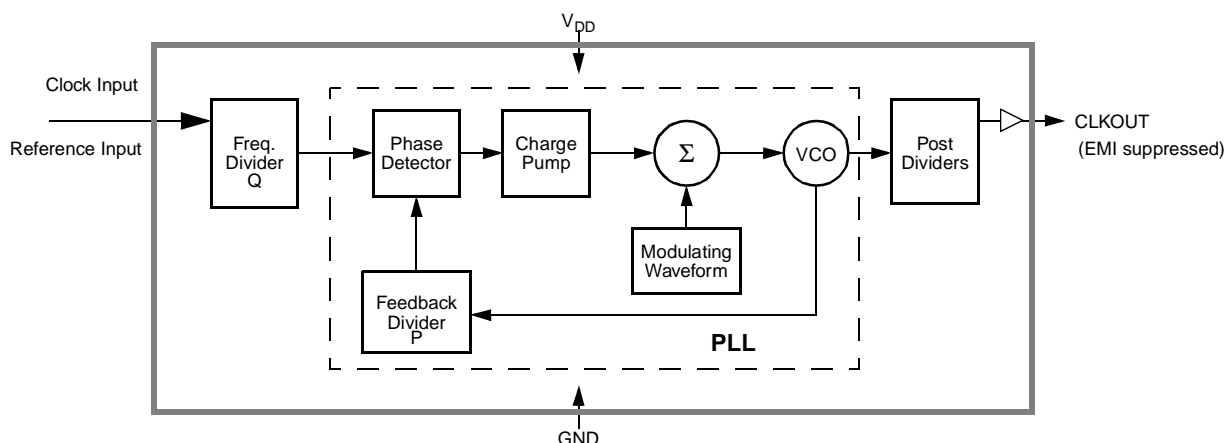 V_DD
Clock Input
Reference Input
Freq.
Divider
Q
Phase
Detector
Charge
Pump
Σ
VCO
Post
Dividers
CLKOUT
(EMI suppressed)
Modulating
Waveform
Feedback
Divider
P
PLL
GND